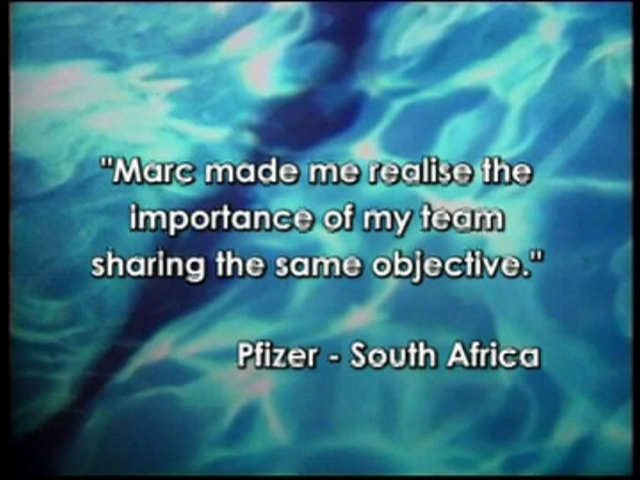 "Marc made me realise the
importance of my team
sharing the same objective."
Pfizer - South Africa